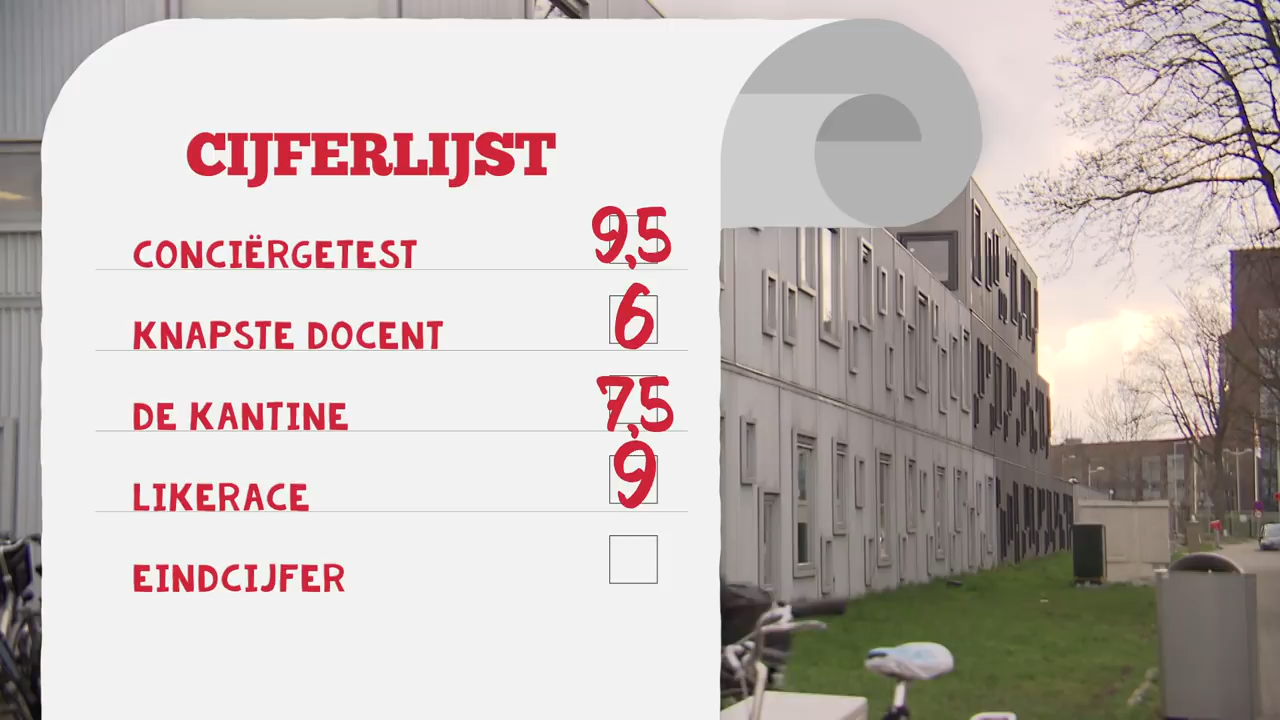 CIJFERLIJST
CONCIËRGETEST 9,5
KNAPSTE DOCENT 6
DE KANTINE 7,5
LIKERACE 9
EINDCIJFER